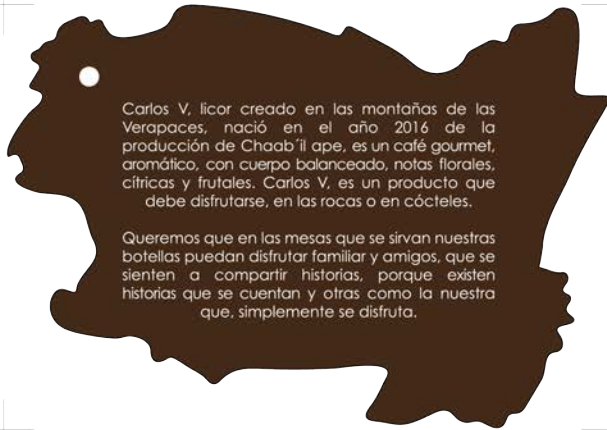 Carlos V, licor creado en las montañas de las
Verapaces, nació en el año 2016 de la
producción de Chaab´il ape, es un café gourmet,
aromático, con cuerpo balanceado, notas florales,
cítricas y frutales. Carlos V, es un producto que
debe disfrutarse, en las rocas o en cócteles.
Queremos que en las mesas que se sirvan nuestras
botellas puedan disfrutar familiar y amigos, que se
sienten a compartir historias, porque existen
historias que se cuentan y otras como la nuestra
que, simplemente se disfruta.